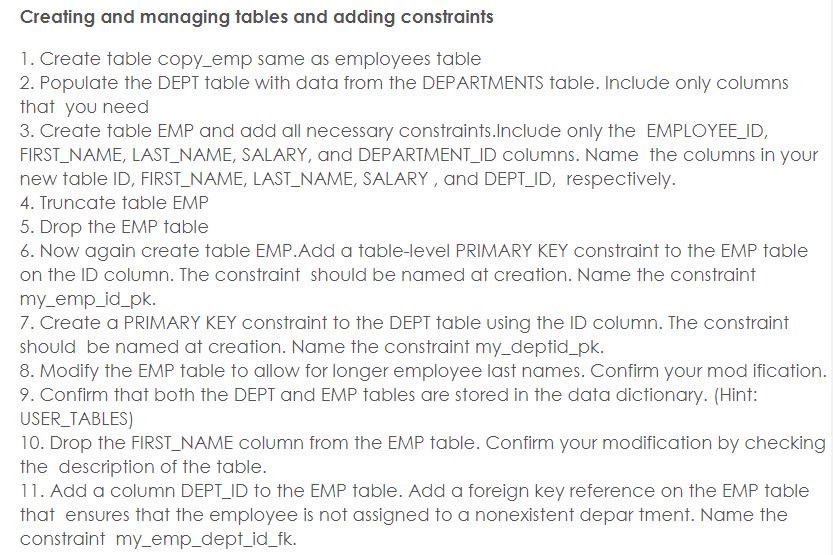 Creating and managing tables and adding constraints
1. Create table copy_emp same as employees table
2. Populate the DEPT table with data from the DEPARTMENTS table. Include only columns
that  you need
3. Create table EMP and add all necessary constraints.Include only the  EMPLOYEE_ID,
FIRST_NAME, LAST_NAME, SALARY, and DEPARTMENT_ID columns. Name  the columns in your
new table ID, FIRST_NAME, LAST_NAME, SALARY , and DEPT_ID,  respectively.
4. Truncate table EMP
5. Drop the EMP table
6. Now again create table EMP.Add a table-level PRIMARY KEY constraint to the EMP table
on the ID column. The constraint  should be named at creation. Name the constraint
my_emp_id_pk.
7. Create a PRIMARY KEY constraint to the DEPT table using the ID column. The constraint
should  be named at creation. Name the constraint my_deptid_pk.
8. Modify the EMP table to allow for longer employee last names. Confirm your mod ification.
9. Confirm that both the DEPT and EMP tables are stored in the data dictionary. (Hint:
USER_TABLES)
10. Drop the FIRST_NAME column from the EMP table. Confirm your modification by checking
the  description of the table.
11. Add a column DEPT_ID to the EMP table. Add a foreign key reference on the EMP table
that  ensures that the employee is not assigned to a nonexistent depar tment. Name the
constraint  my_emp_dept_id_fk.